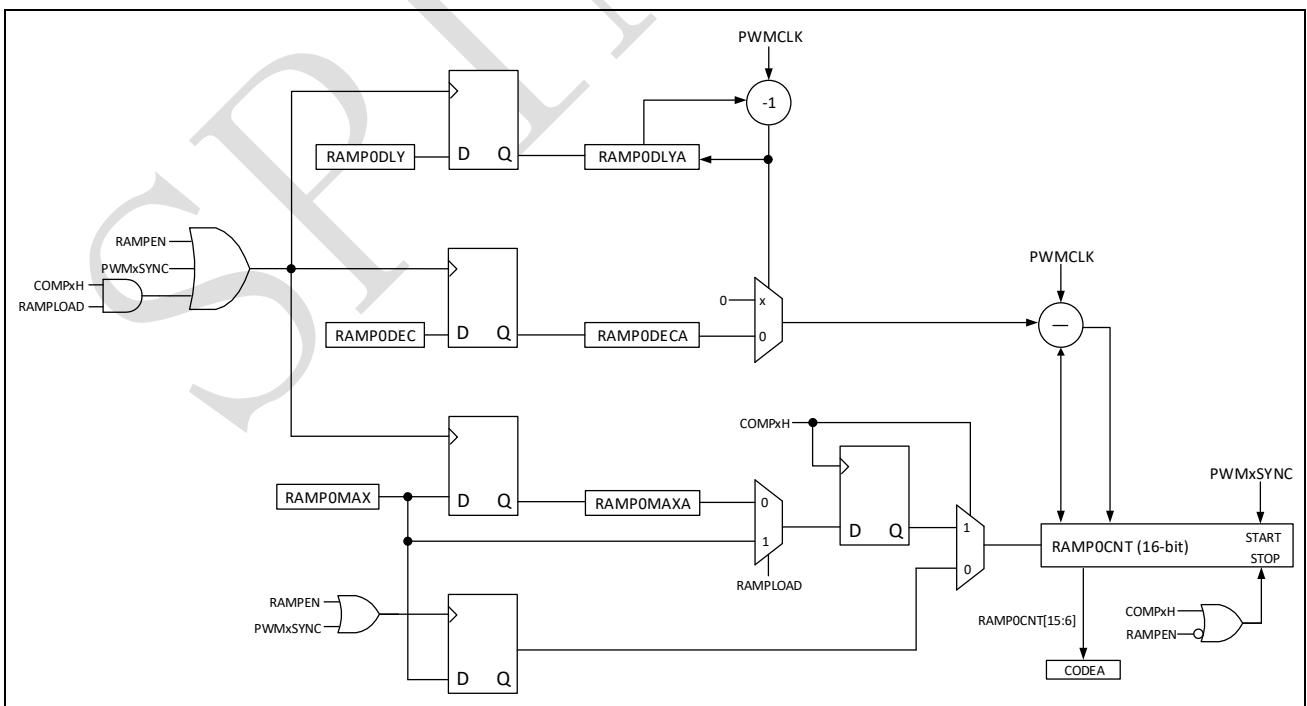 PWMCLK
-1
D
Q
RAMP0DLY
RAMP0DLYA
RAMPEN
PWMxSYNC
COMPxH
RAMPLOAD
0
x
0
PWMCLK
—
D
Q
RAMP0DEC
RAMP0DECA
COMPxH
PWMxSYNC
RAMP0MAX
D
Q
RAMP0MAXA
0
1
RAMPLOAD
D
Q
1
0
RAMP0CNT (16-bit)
START
STOP
RAMPEN
PWMxSYNC
D
Q
RAMP0CNT[15:6]
COMPxH
RAMPEN
CODEA